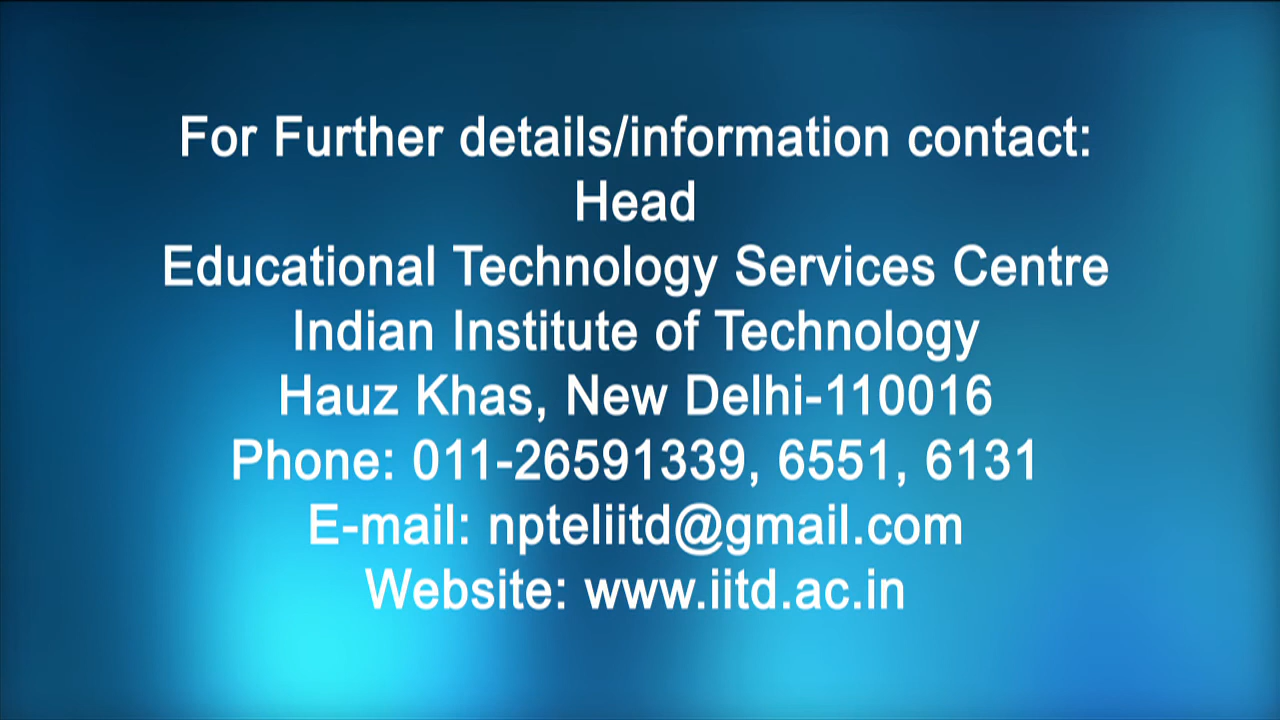 For Further details/information contact:
Head
Educational Technology Services Centre
Indian Institute of Technology
Hauz Khas, New Delhi-110016
Phone: 011-26591339, 6551, 6131
E-mail: npteliitd@gmail.com
Website: www.iitd.ac.in